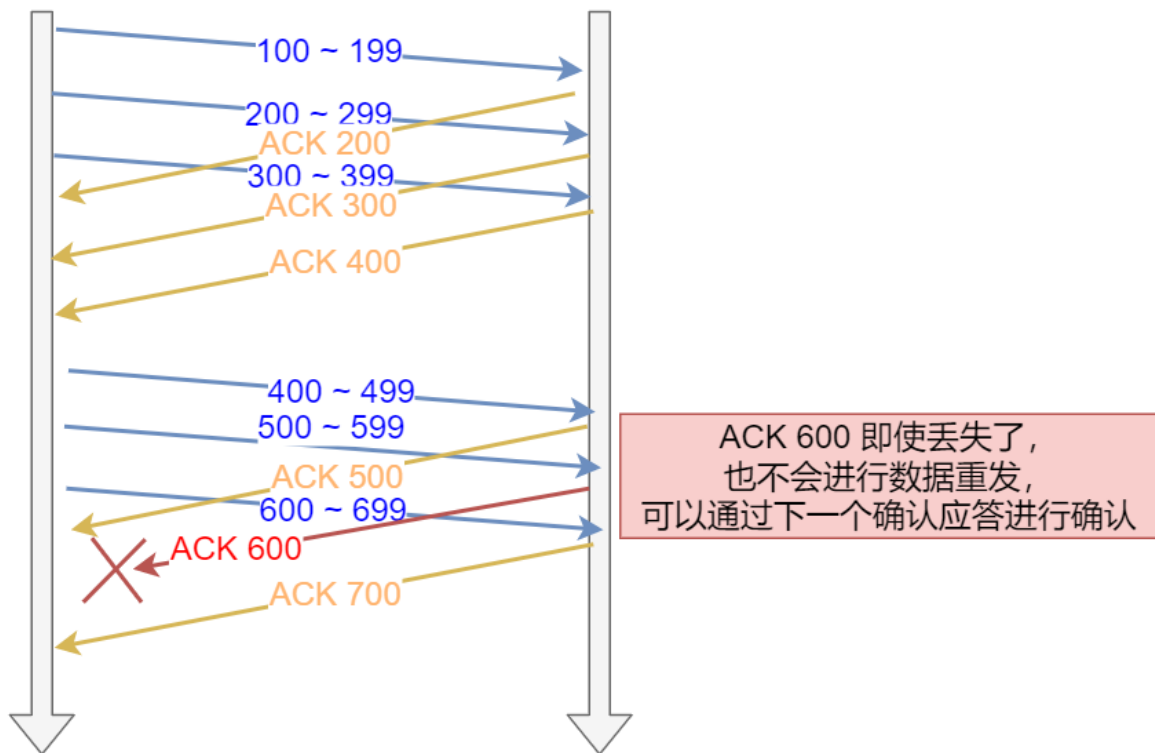 100 ~ 199
200 ~ 299
ACK 200
300 ~ 399
ACK 300
ACK 400
400 ~ 499
500 ~ 599
ACK 500
600 ~ 699
ACK 600
ACK 700
ACK 600 即使丢失了，
也不会进行数据重发，
可以通过下一个确认应答进行确认